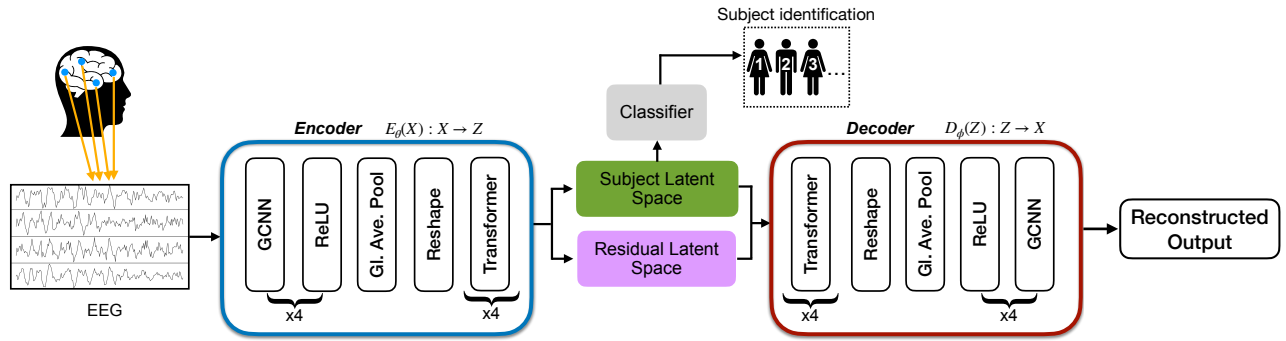 Subject identification
1 2 3 ...
Classifier
Encoder E_θ(X) : X → Z
Decoder D_ϕ(Z) : Z → X
GCNN
ReLU
Gl. Ave. Pool
Reshape
Transformer
x4
x4
Subject Latent
Space
Residual Latent
Space
Transformer
Reshape
Gl. Ave. Pool
ReLU
GCNN
x4
x4
Reconstructed
Output
EEG